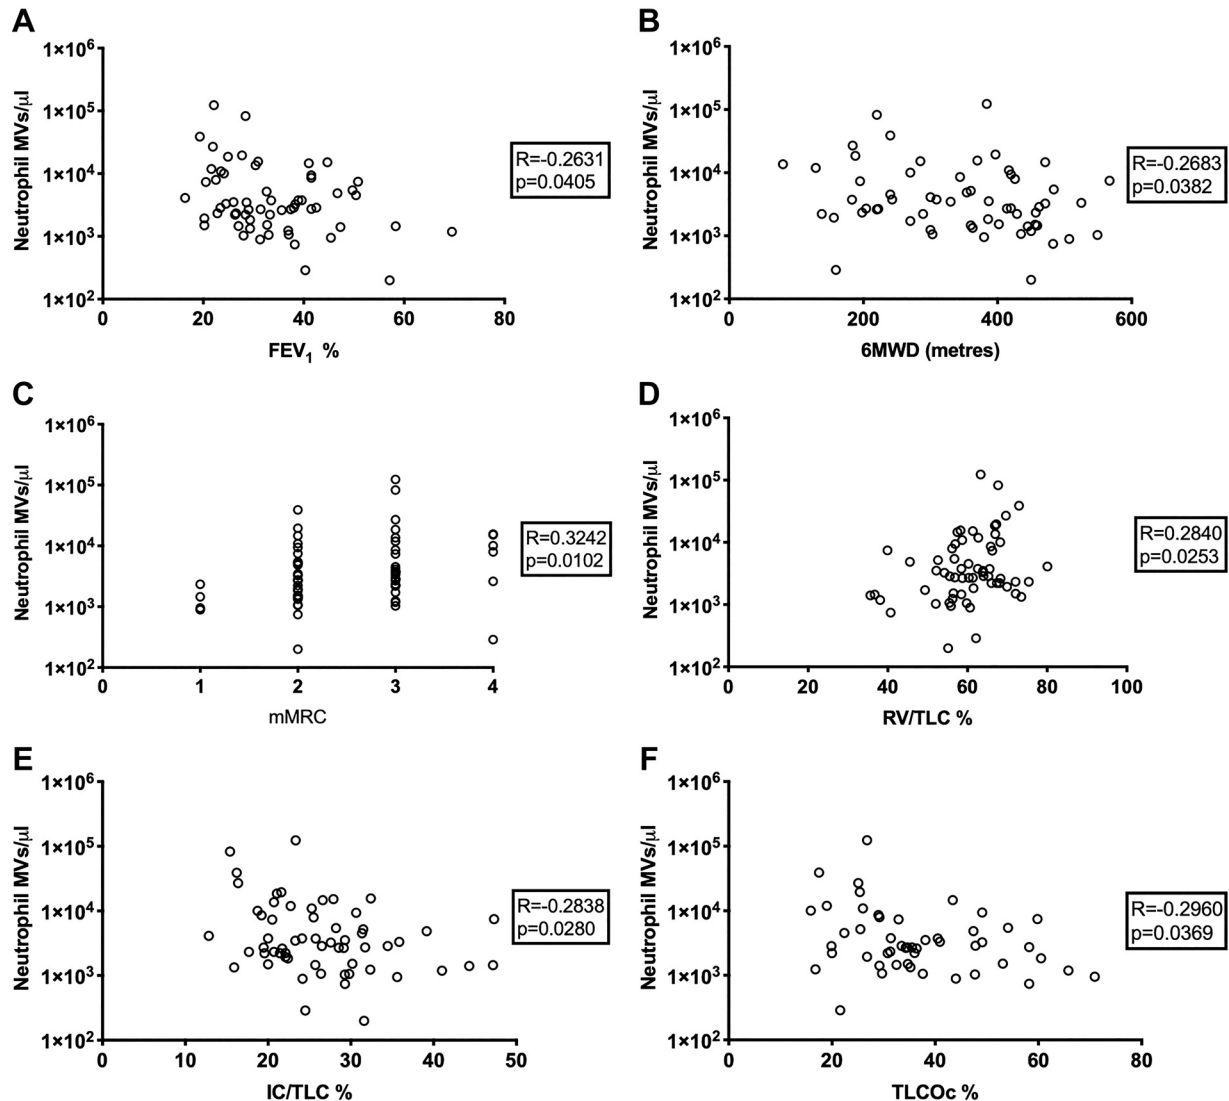 A
Neutrophil MVs/µl
1×10⁶
1×10⁵
1×10⁴
1×10³
1×10²
0
20
40
60
80
FEV₁ %
R=-0.2631
p=0.0405
B
Neutrophil MVs/µl
1×10⁶
1×10⁵
1×10⁴
1×10³
1×10²
0
200
400
600
6MWD (metres)
R=-0.2683
p=0.0382
C
Neutrophil MVs/µl
1×10⁶
1×10⁵
1×10⁴
1×10³
1×10²
0
1
2
3
4
mMRC
R=0.3242
p=0.0102
D
Neutrophil MVs/µl
1×10⁶
1×10⁵
1×10⁴
1×10³
1×10²
0
20
40
60
80
100
RV/TLC %
R=0.2840
p=0.0253
E
Neutrophil MVs/µl
1×10⁶
1×10⁵
1×10⁴
1×10³
1×10²
0
10
20
30
40
50
IC/TLC %
R=-0.2838
p=0.0280
F
Neutrophil MVs/µl
1×10⁶
1×10⁵
1×10⁴
1×10³
1×10²
0
20
40
60
80
TLCOc %
R=-0.2960
p=0.0369